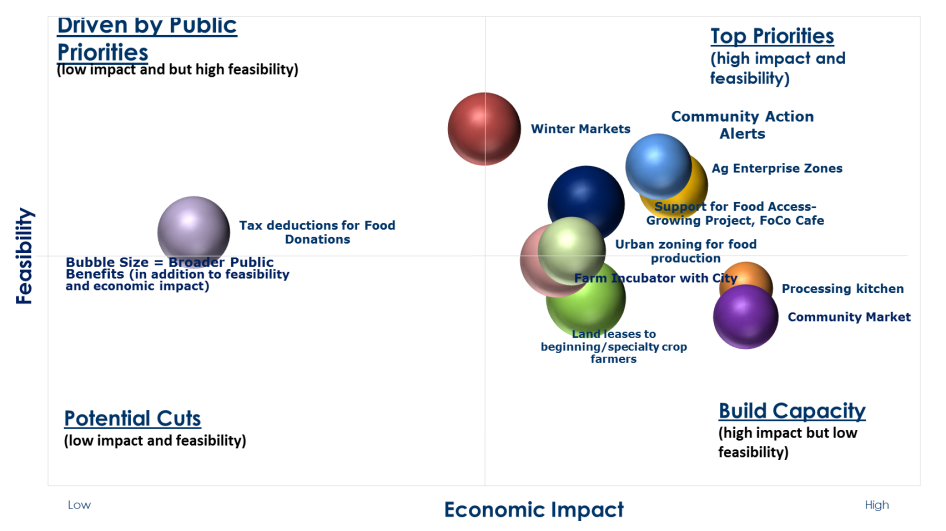 Driven by Public
Priorities
(low impact and but high feasibility)
Top Priorities
(high impact and
feasibility)
Community Action
Alerts
Winter Markets
Ag Enterprise Zones
Support for Food Access-
Growing Project, FoCo Cafe
Tax deductions for Food
Donations
Urban zoning for food
production
Bubble Size = Broader Public
Benefits (in addition to feasibility
and economic impact)
Farm Incubator with City
Processing kitchen
Community Market
Land leases to
beginning/specialty crop
farmers
Feasibility
Potential Cuts
(low impact and feasibility)
Build Capacity
(high impact but low
feasibility)
Low
Economic Impact
High